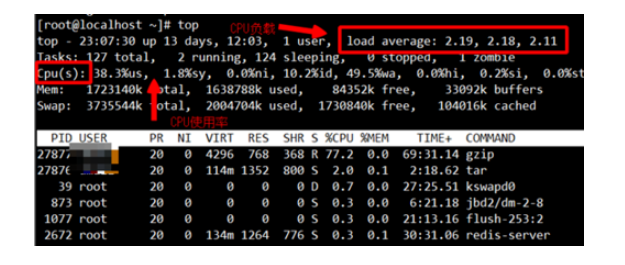 [root@localhost ~]# top
CPU负载
top - 23:07:30 up 13 days, 12:03, 1 user, load average: 2.19, 2.18, 2.11
Tasks: 127 total, 2 running, 124 sleeping, 0 stopped, 1 zombie
Cpu(s): 38.3%us, 1.8%sy, 0.0%ni, 10.2%id, 49.5%wa, 0.0%hi, 0.2%si, 0.0%st
Mem: 1723140k total, 1638788k used, 84352k free, 33092k buffers
Swap: 3735544k total, 2004704k used, 1730840k free, 104016k cached
CPU使用率
PID USER PR NI VIRT RES SHR S %CPU %MEM TIME+ COMMAND
27877 20 0 4296 768 368 R 77.2 0.0 69:31.14 gzip
27876 20 0 114m 1352 800 S 2.0 0.1 2:18.62 tar
39 root 20 0 0 0 0 D 0.7 0.0 27:25.51 kswapd0
873 root 20 0 0 0 0 S 0.3 0.0 6:21.18 jbd2/dm-2-8
1077 root 20 0 0 0 0 S 0.3 0.0 21:13.16 flush-253:2
2672 root 20 0 134m 1264 776 S 0.3 0.1 30:31.06 redis-server